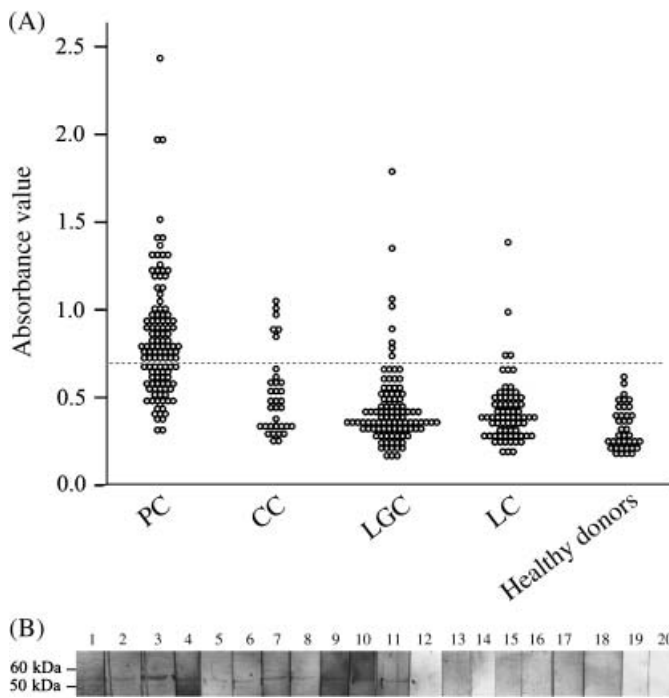 (A)
2.5
2.0
1.5
1.0
0.5
0.0
Absorbance value
PC
CC
LGC
LC
Healthy donors
(B)
1 2 3 4 5 6 7 8 9 10 11 12 13 14 15 16 17 18 19 20
60 kDa
50 kDa